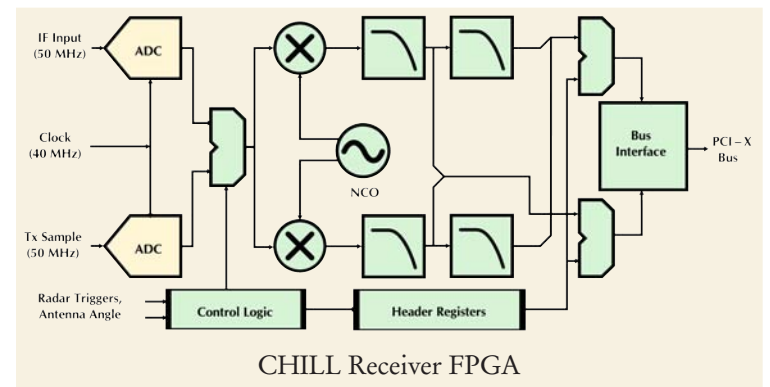 IF Input
(50 MHz)
ADC
Clock
(40 MHz)
NCO
Bus
Interface
PCI – X
Bus
Tx Sample
(50 MHz)
ADC
Radar Triggers,
Antenna Angle
Control Logic
Header Registers
CHILL Receiver FPGA